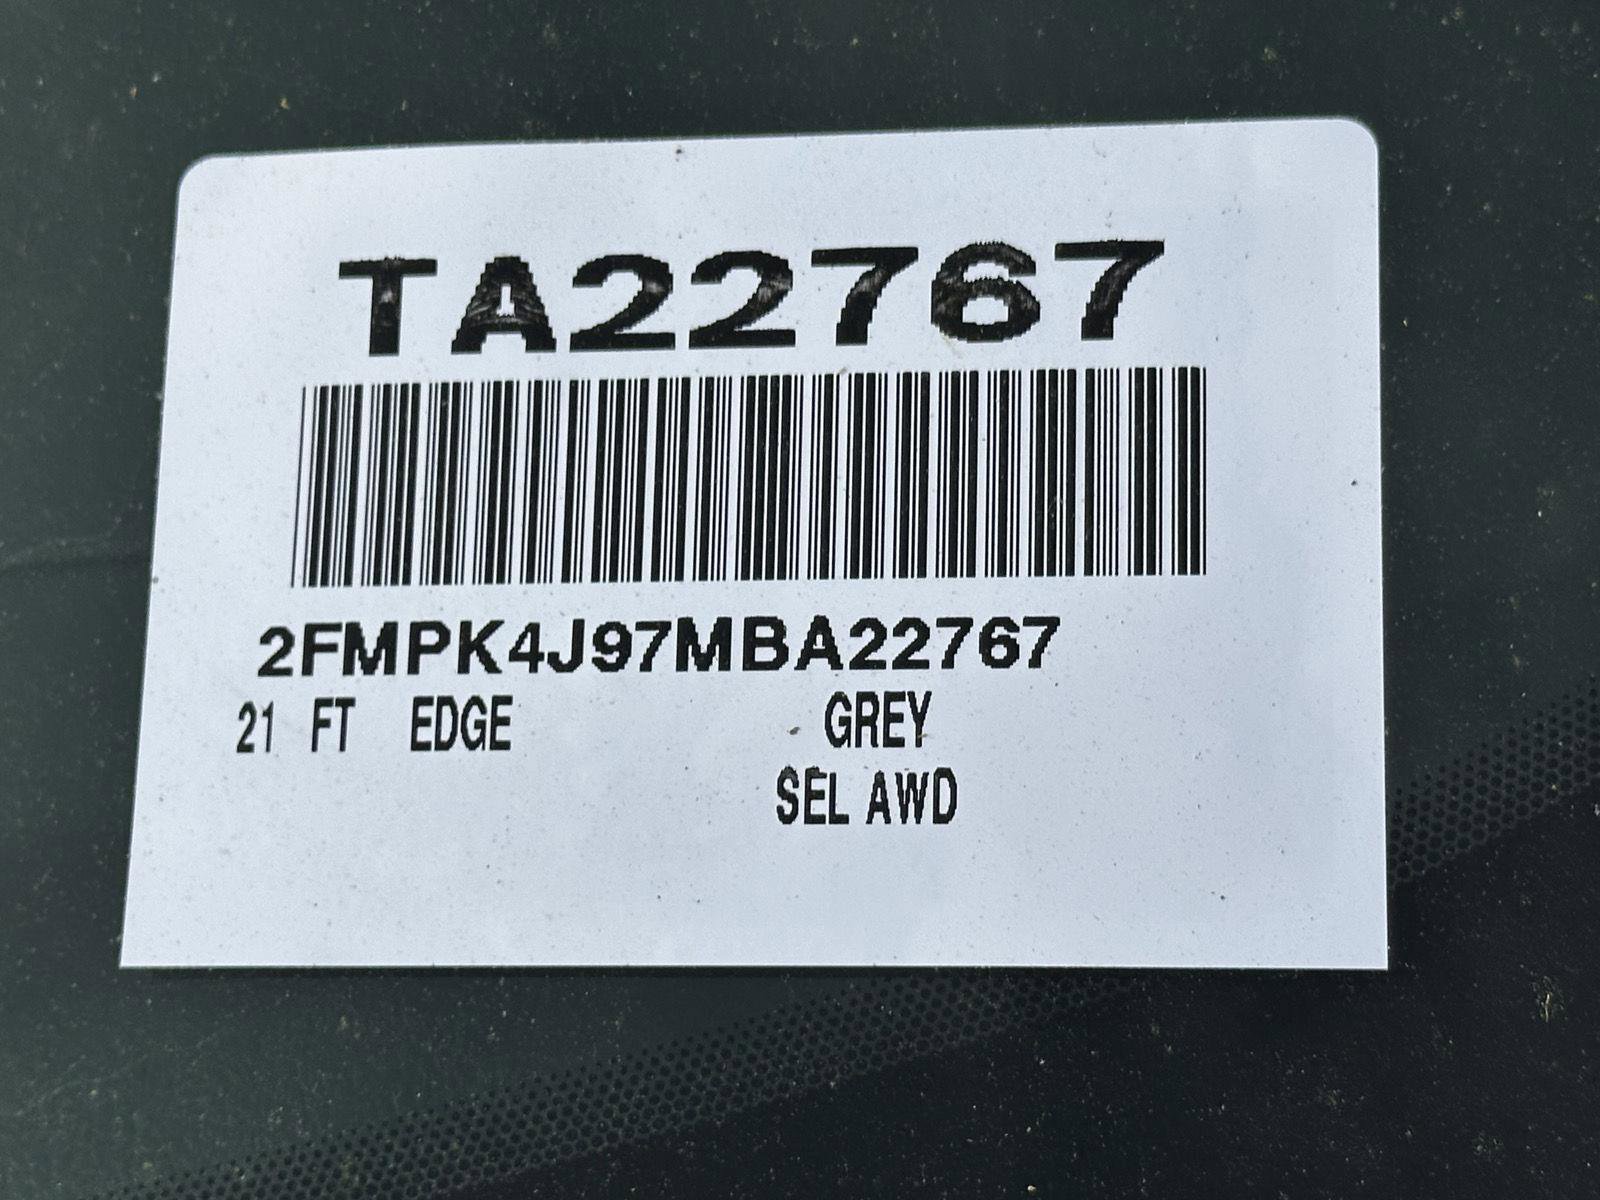 TA22767
2FMPK4J97MBA22767
21 FT EDGE GREY
SEL AWD